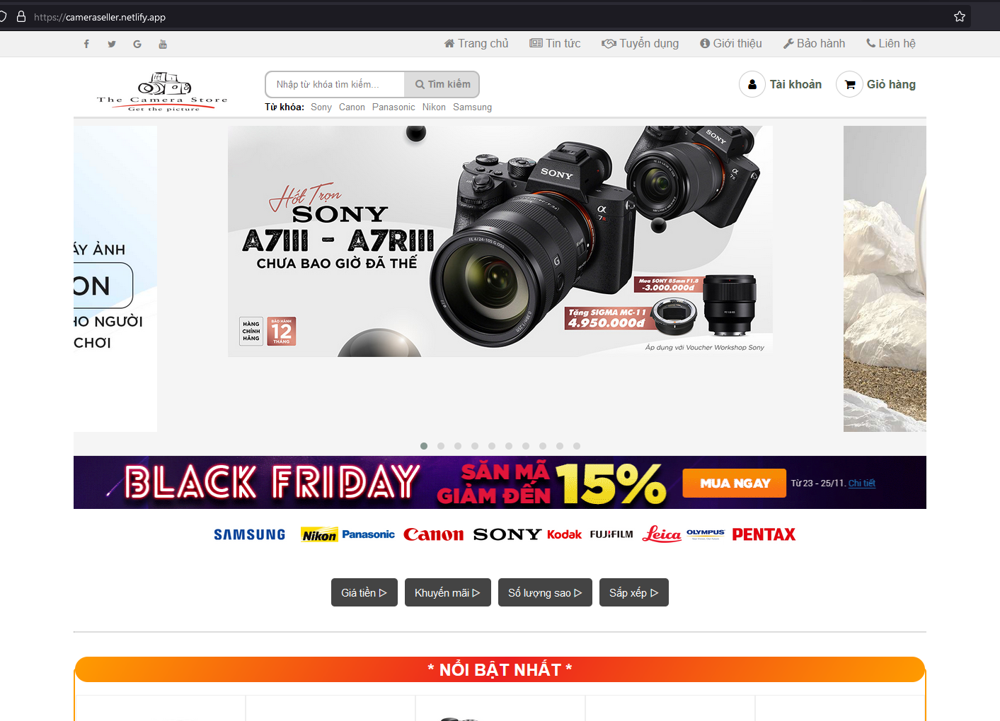 https://cameraseller.netlify.app
Trang chủ Tin tức Tuyển dụng Giới thiệu Bảo hành Liên hệ
The Camera Store
Get the picture
Nhập từ khóa tìm kiếm... Tìm kiếm
Tài khoản Giỏ hàng
Từ khóa: Sony Canon Panasonic Nikon Samsung
ÁY ẢNH
ON
HO NGƯỜI
CHƠI
Hốt Trọn
SONY
A7III - A7RIII
CHƯA BAO GIỜ ĐÃ THẾ
HÀNG
CHÍNH
HÃNG
BẢO HÀNH
12
THÁNG
SONY
α
7R
FE 4/24-105 G OSS
G
SONY
α
Mua SONY 85mm F1.8
-3.000.000đ
Tặng SIGMA MC-11
4.950.000đ
Áp dụng với Voucher Workshop Sony
BLACK FRIDAY
SĂN MÃ
GIẢM ĐẾN
15%
MUA NGAY
Từ 23 - 25/11. Chi tiết
SAMSUNG Nikon Panasonic Canon SONY Kodak FUJIFILM Leica OLYMPUS PENTAX
Giá tiền ▷ Khuyến mãi ▷ Số lượng sao ▷ Sắp xếp ▷
* NỔI BẬT NHẤT *